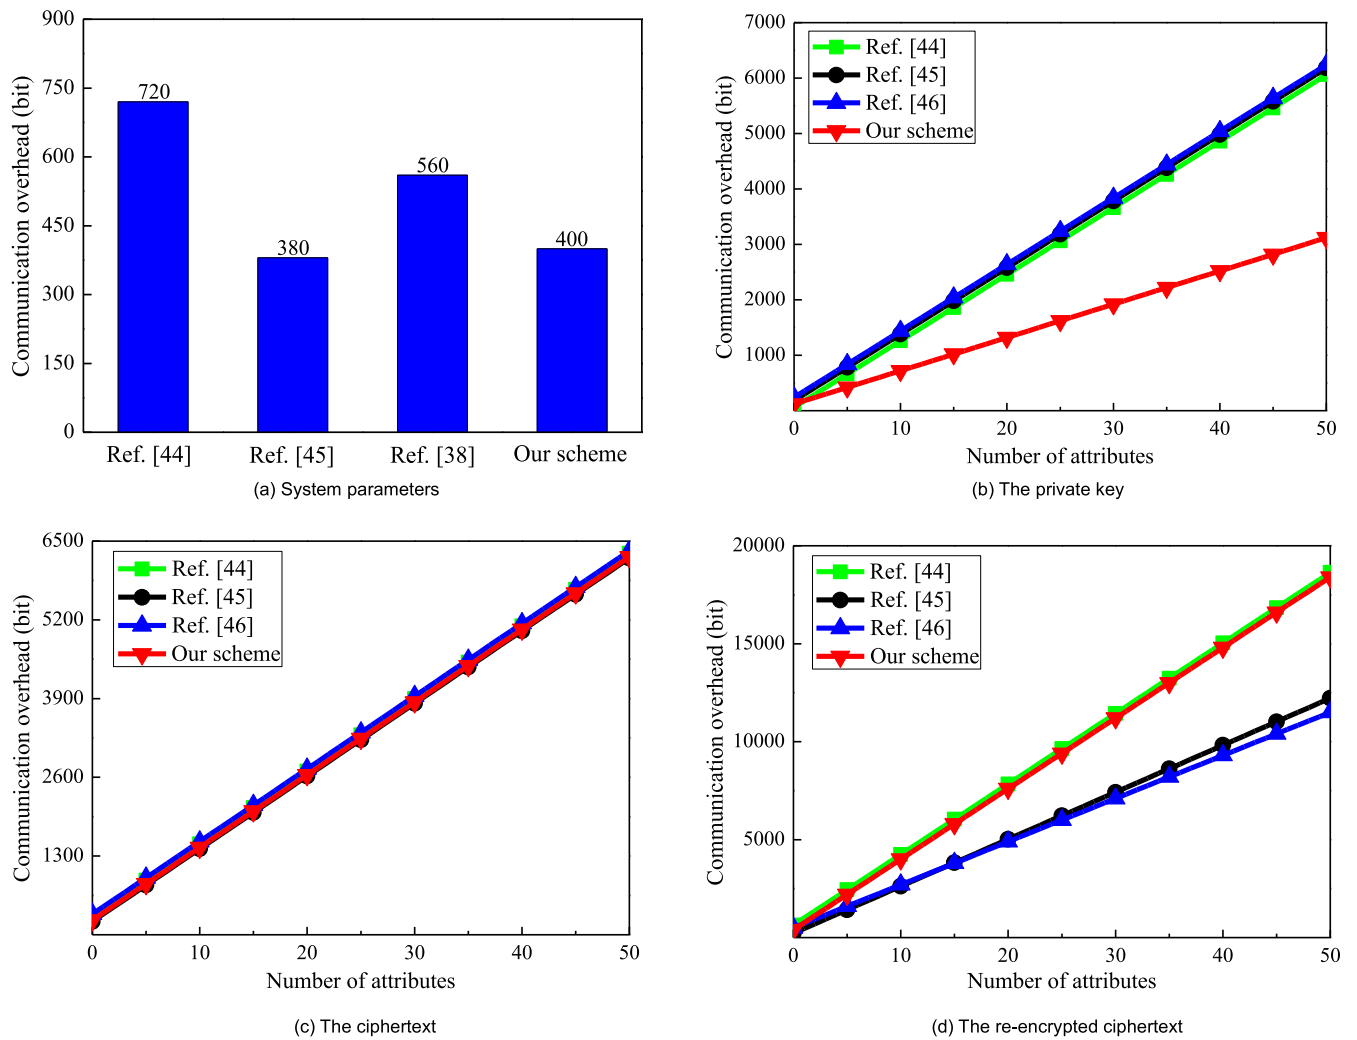 Communication overhead (bit)
900
750
600
450
300
150
0
720
380
560
400
Ref. [44]
Ref. [45]
Ref. [38]
Our scheme
(a) System parameters
Communication overhead (bit)
7000
6000
5000
4000
3000
2000
1000
Ref. [44]
Ref. [45]
Ref. [46]
Our scheme
0 10 20 30 40 50
Number of attributes
(b) The private key
Communication overhead (bit)
6500
5200
3900
2600
1300
Ref. [44]
Ref. [45]
Ref. [46]
Our scheme
0 10 20 30 40 50
Number of attributes
(c) The ciphertext
Communication overhead (bit)
20000
15000
10000
5000
Ref. [44]
Ref. [45]
Ref. [46]
Our scheme
0 10 20 30 40 50
Number of attributes
(d) The re-encrypted ciphertext